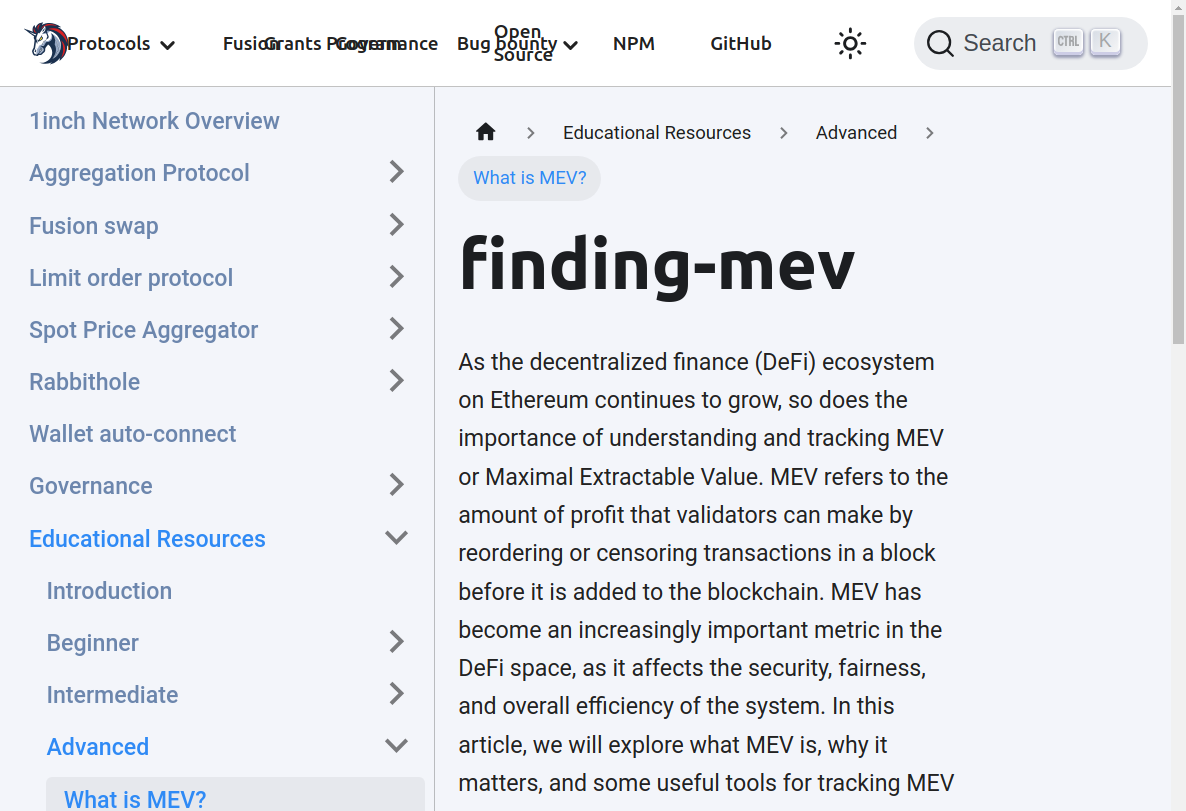 Protocols Fusion Grants Program Governance Bug bounty Open Source NPM GitHub Search CTRL K
1inch Network Overview
Aggregation Protocol
Fusion swap
Limit order protocol
Spot Price Aggregator
Rabbithole
Wallet auto-connect
Governance
Educational Resources
Introduction
Beginner
Intermediate
Advanced
What is MEV?
Educational Resources Advanced
What is MEV?
finding-mev
As the decentralized finance (DeFi) ecosystem
on Ethereum continues to grow, so does the
importance of understanding and tracking MEV
or Maximal Extractable Value. MEV refers to the
amount of profit that validators can make by
reordering or censoring transactions in a block
before it is added to the blockchain. MEV has
become an increasingly important metric in the
DeFi space, as it affects the security, fairness,
and overall efficiency of the system. In this
article, we will explore what MEV is, why it
matters, and some useful tools for tracking MEV